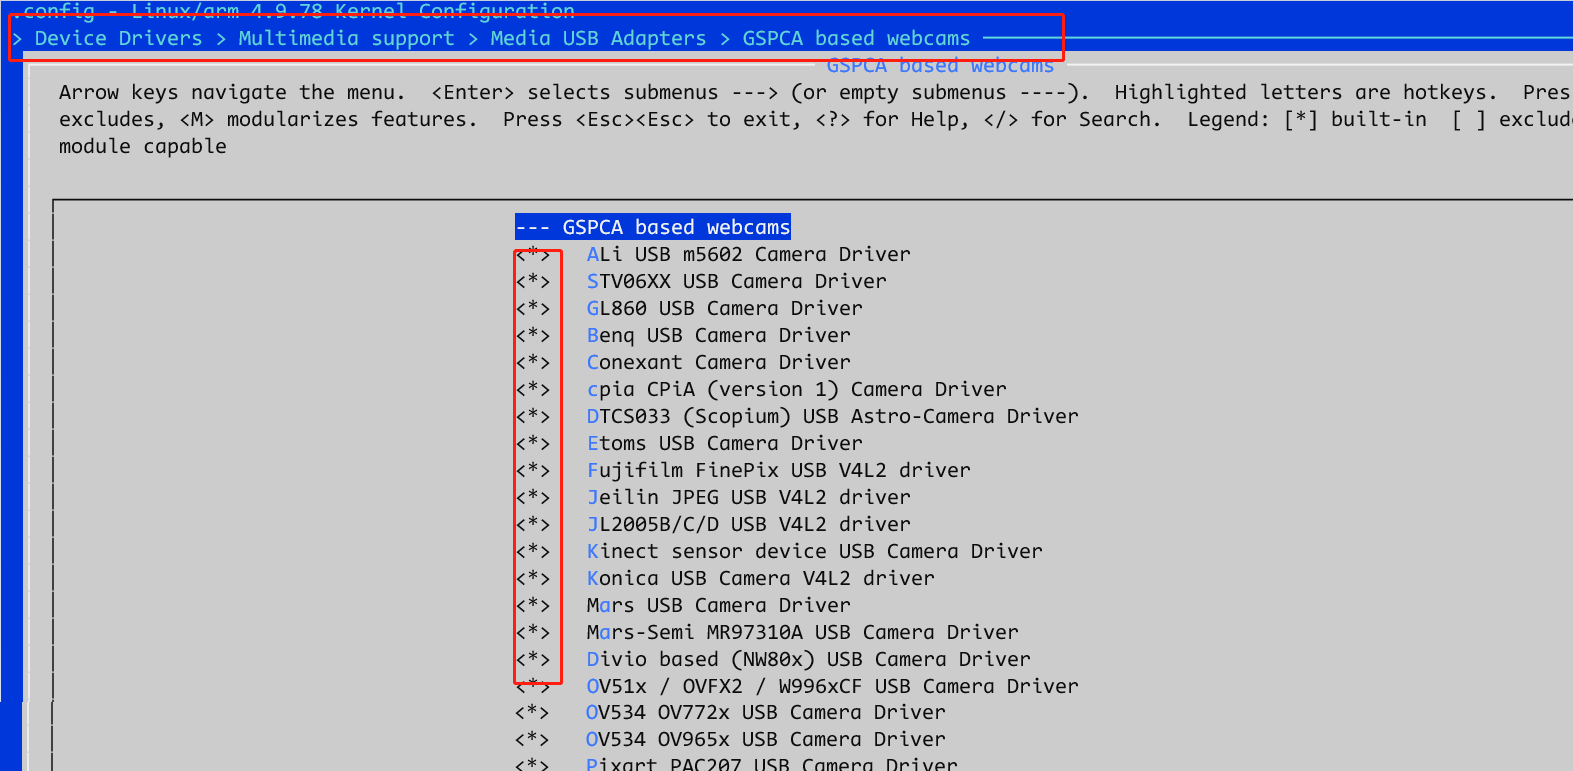 .config - Linux/arm 4.9.78 Kernel Configuration
> Device Drivers > Multimedia support > Media USB Adapters > GSPCA based webcams
GSPCA based webcams
Arrow keys navigate the menu.  <Enter> selects submenus ---> (or empty submenus ----).  Highlighted letters are hotkeys.  Pres
excludes, <M> modularizes features.  Press <Esc><Esc> to exit, <?> for Help, </> for Search.  Legend: [*] built-in  [ ] exclud
module capable
--- GSPCA based webcams
<*>   ALi USB m5602 Camera Driver
<*>   STV06XX USB Camera Driver
<*>   GL860 USB Camera Driver
<*>   Benq USB Camera Driver
<*>   Conexant Camera Driver
<*>   cpia CPiA (version 1) Camera Driver
<*>   DTCS033 (Scopium) USB Astro-Camera Driver
<*>   Etoms USB Camera Driver
<*>   Fujifilm FinePix USB V4L2 driver
<*>   Jeilin JPEG USB V4L2 driver
<*>   JL2005B/C/D USB V4L2 driver
<*>   Kinect sensor device USB Camera Driver
<*>   Konica USB Camera V4L2 driver
<*>   Mars USB Camera Driver
<*>   Mars-Semi MR97310A USB Camera Driver
<*>   Divio based (NW80x) USB Camera Driver
<*>   OV51x / OVFX2 / W996xCF USB Camera Driver
<*>   OV534 OV772x USB Camera Driver
<*>   OV534 OV965x USB Camera Driver
<*>   Pixart PAC207 USB Camera Driver